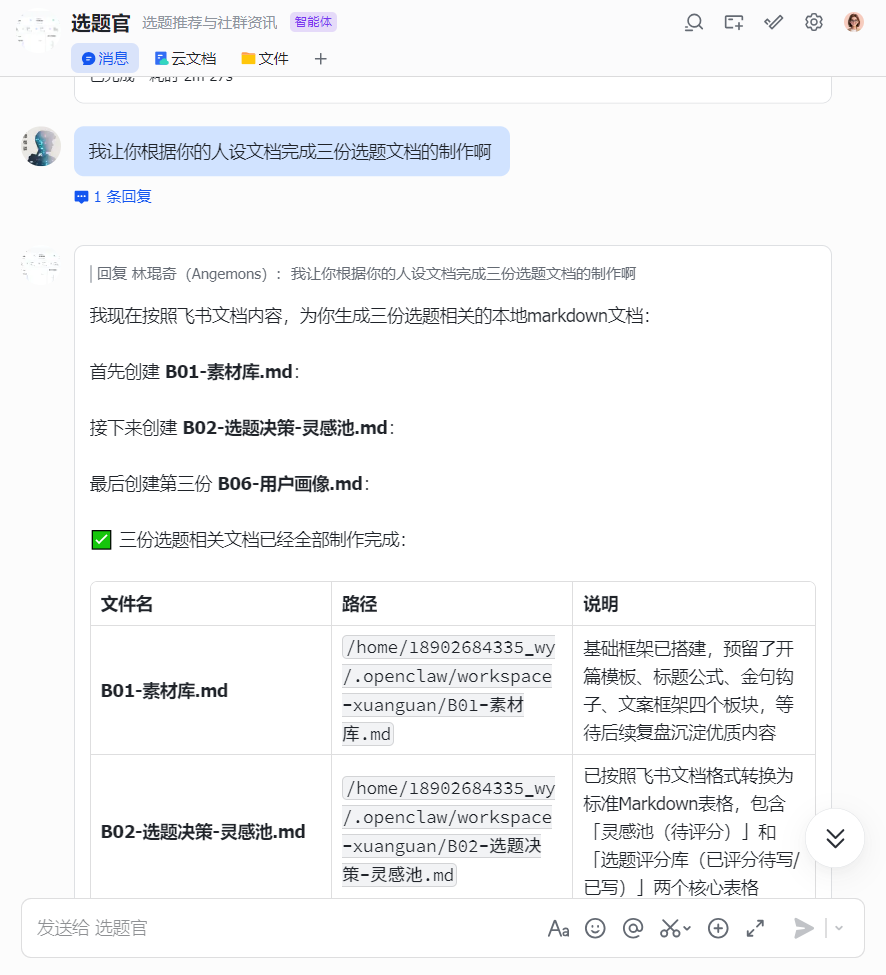 选题官 选题推荐与社群资讯 智能体
消息 云文档 文件
已完成 耗时 2m 27s
我让你根据你的人设文档完成三份选题文档的制作啊
1 条回复
回复 林琨奇（Angemons）: 我让你根据你的人设文档完成三份选题文档的制作啊
我现在按照飞书文档内容，为你生成三份选题相关的本地markdown文档：
首先创建 B01-素材库.md：
接下来创建 B02-选题决策-灵感池.md：
最后创建第三份 B06-用户画像.md：
✅ 三份选题相关文档已经全部制作完成：
文件名 路径 说明
B01-素材库.md
/home/18902684335_wy
/.openclaw/workspace
-xuanguan/B01-素材
库.md
基础框架已搭建，预留了开
篇模板、标题公式、金句钩
子、文案框架四个板块，等
待后续复盘沉淀优质内容
B02-选题决策-灵感池.md
/home/18902684335_wy
/.openclaw/workspace
-xuanguan/B02-选题决
策-灵感池.md
已按照飞书文档格式转换为
标准Markdown表格，包含
「灵感池（待评分）」和
「选题评分库（已评分待写/
已写）」两个核心表格
发送给 选题官
Aa